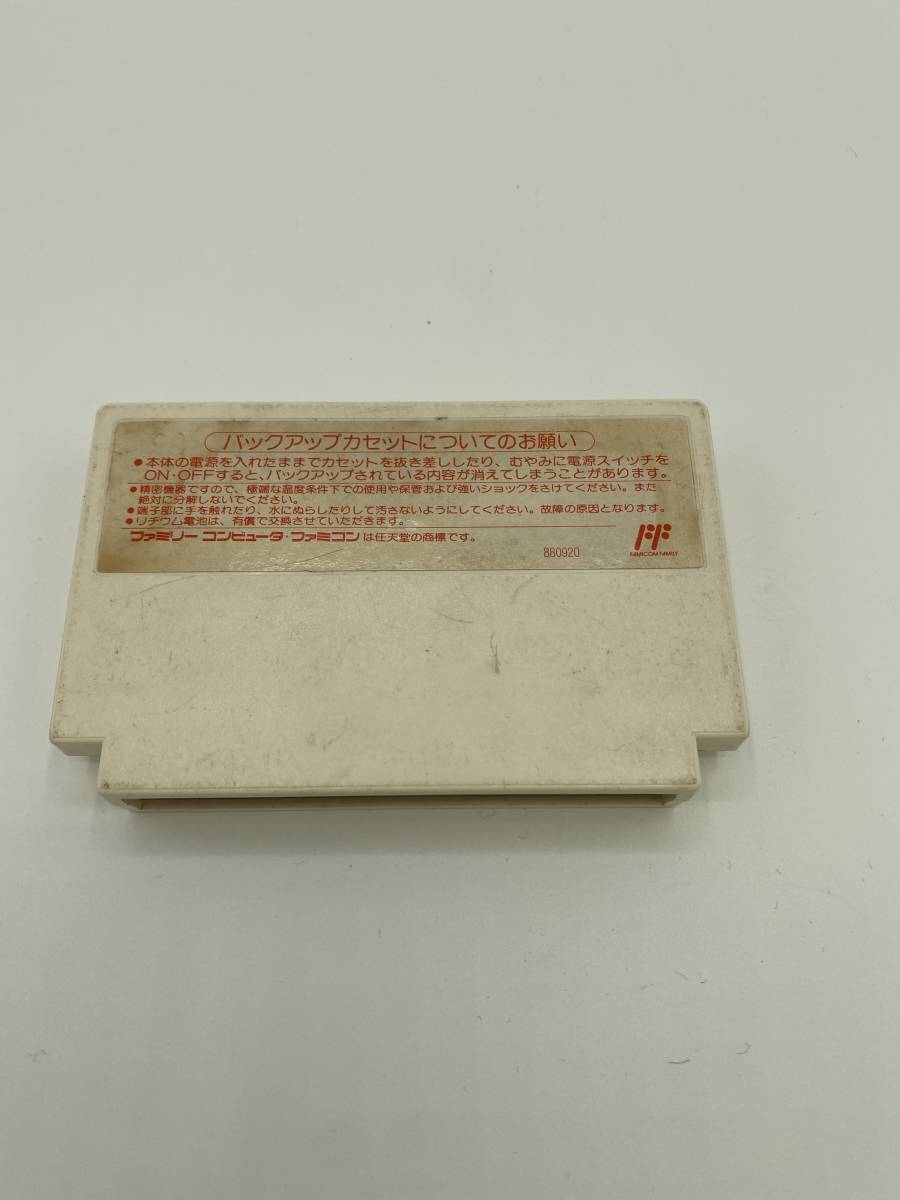 バックアップカセットについてのお願い
●本体の電源を入れたままでカセットを抜き差ししたり、むやみに電源スイッチを
ON・OFFすると、バックアップされている内容が消えてしまうことがあります。
●精密機器ですので、極端な温度条件下での使用や保管および強いショックをさけてください。また
絶対に分解しないでください。
●端子部に手を触れたり、水にぬらしたりして汚さないようにしてください。故障の原因となります。
●リチウム電池は、有償で交換させていただきます。
ファミリー コンピュータ・ファミコンは任天堂の商標です。
880920
FAMICOM FAMILY